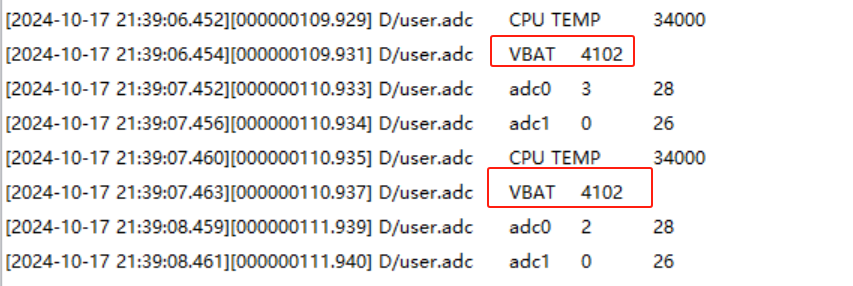 [2024-10-17 21:39:06.452][000000109.929] D/user.adc CPU TEMP 34000
[2024-10-17 21:39:06.454][000000109.931] D/user.adc VBAT 4102
[2024-10-17 21:39:07.452][000000110.933] D/user.adc adc0 3 28
[2024-10-17 21:39:07.456][000000110.934] D/user.adc adc1 0 26
[2024-10-17 21:39:07.460][000000110.935] D/user.adc CPU TEMP 34000
[2024-10-17 21:39:07.463][000000110.937] D/user.adc VBAT 4102
[2024-10-17 21:39:08.459][000000111.939] D/user.adc adc0 2 28
[2024-10-17 21:39:08.461][000000111.940] D/user.adc adc1 0 26